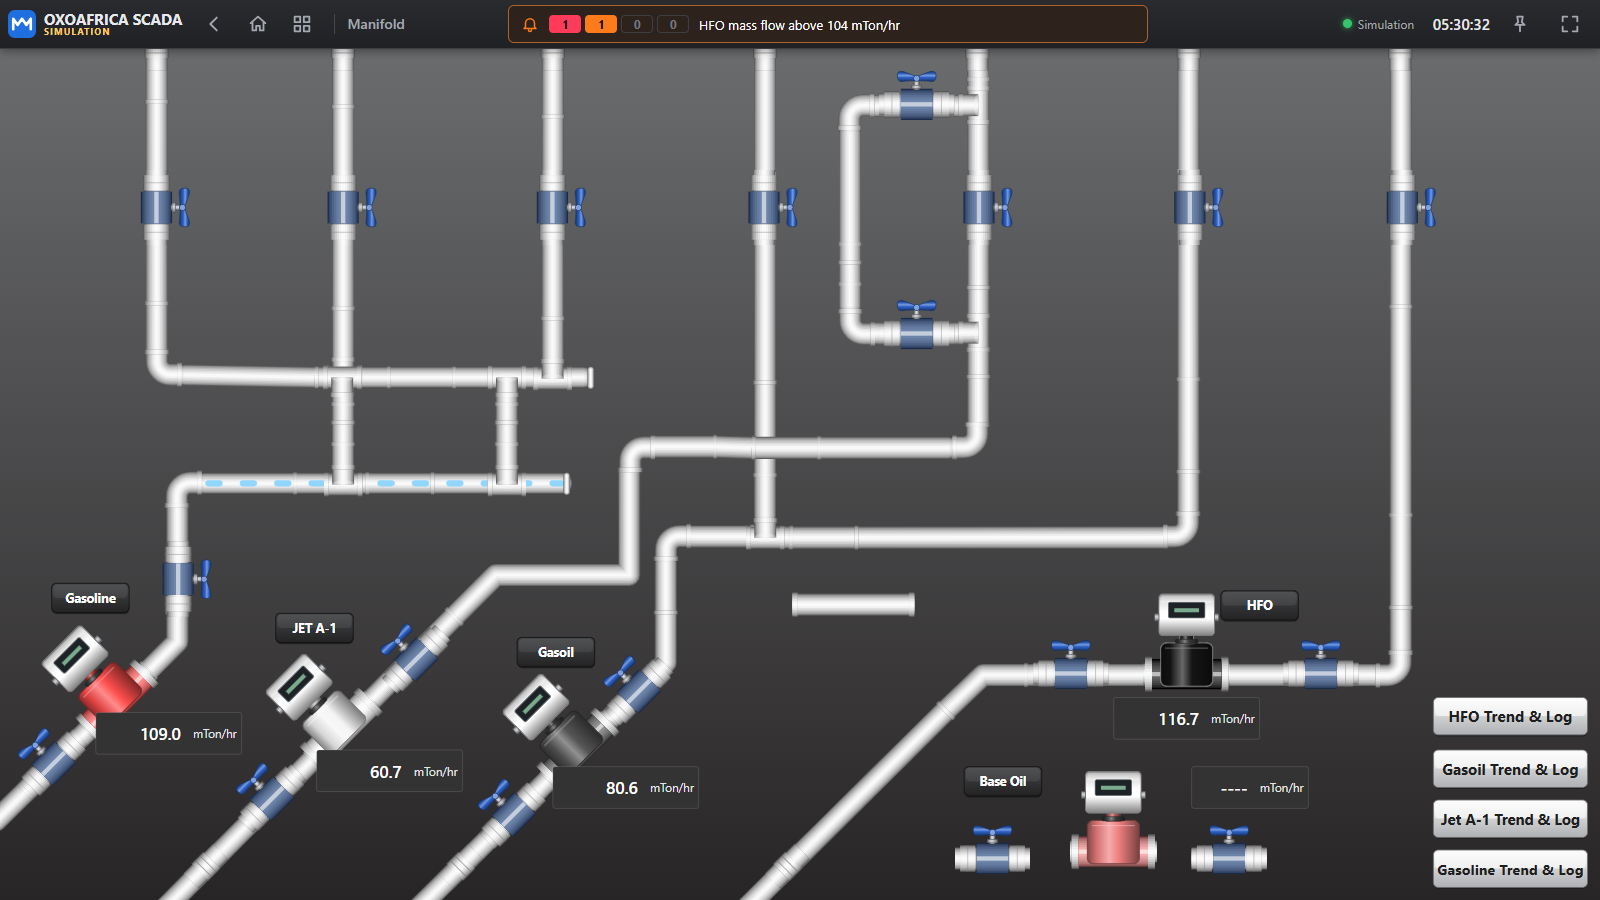 OXOAFRICA SCADA
SIMULATION
Manifold
1 1 0 0 HFO mass flow above 104 mTon/hr
Simulation
05:30:32
Gasoline
109.0 mTon/hr
JET A-1
60.7 mTon/hr
Gasoil
80.6 mTon/hr
HFO
116.7 mTon/hr
Base Oil
---- mTon/hr
HFO Trend & Log
Gasoil Trend & Log
Jet A-1 Trend & Log
Gasoline Trend & Log